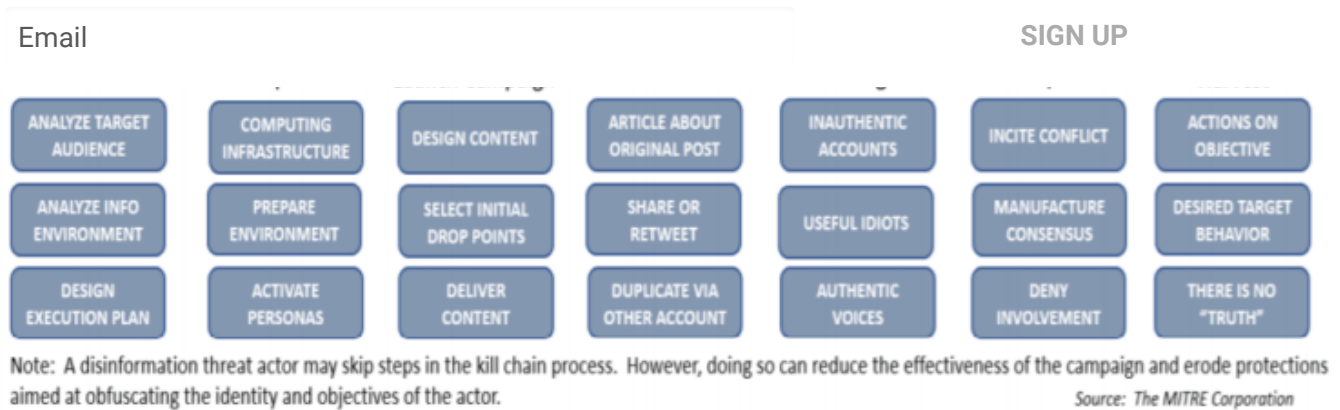 Email
SIGN UP
ANALYZE TARGET
AUDIENCE
COMPUTING
INFRASTRUCTURE
DESIGN CONTENT
ARTICLE ABOUT
ORIGINAL POST
INAUTHENTIC
ACCOUNTS
INCITE CONFLICT
ACTIONS ON
OBJECTIVE
ANALYZE INFO
ENVIRONMENT
PREPARE
ENVIRONMENT
SELECT INITIAL
DROP POINTS
SHARE OR
RETWEET
USEFUL IDIOTS
MANUFACTURE
CONSENSUS
DESIRED TARGET
BEHAVIOR
DESIGN
EXECUTION PLAN
ACTIVATE
PERSONAS
DELIVER
CONTENT
DUPLICATE VIA
OTHER ACCOUNT
AUTHENTIC
VOICES
DENY
INVOLVEMENT
THERE IS NO
"TRUTH"
Note: A disinformation threat actor may skip steps in the kill chain process. However, doing so can reduce the effectiveness of the campaign and erode protections
aimed at obfuscating the identity and objectives of the actor.
Source: The MITRE Corporation